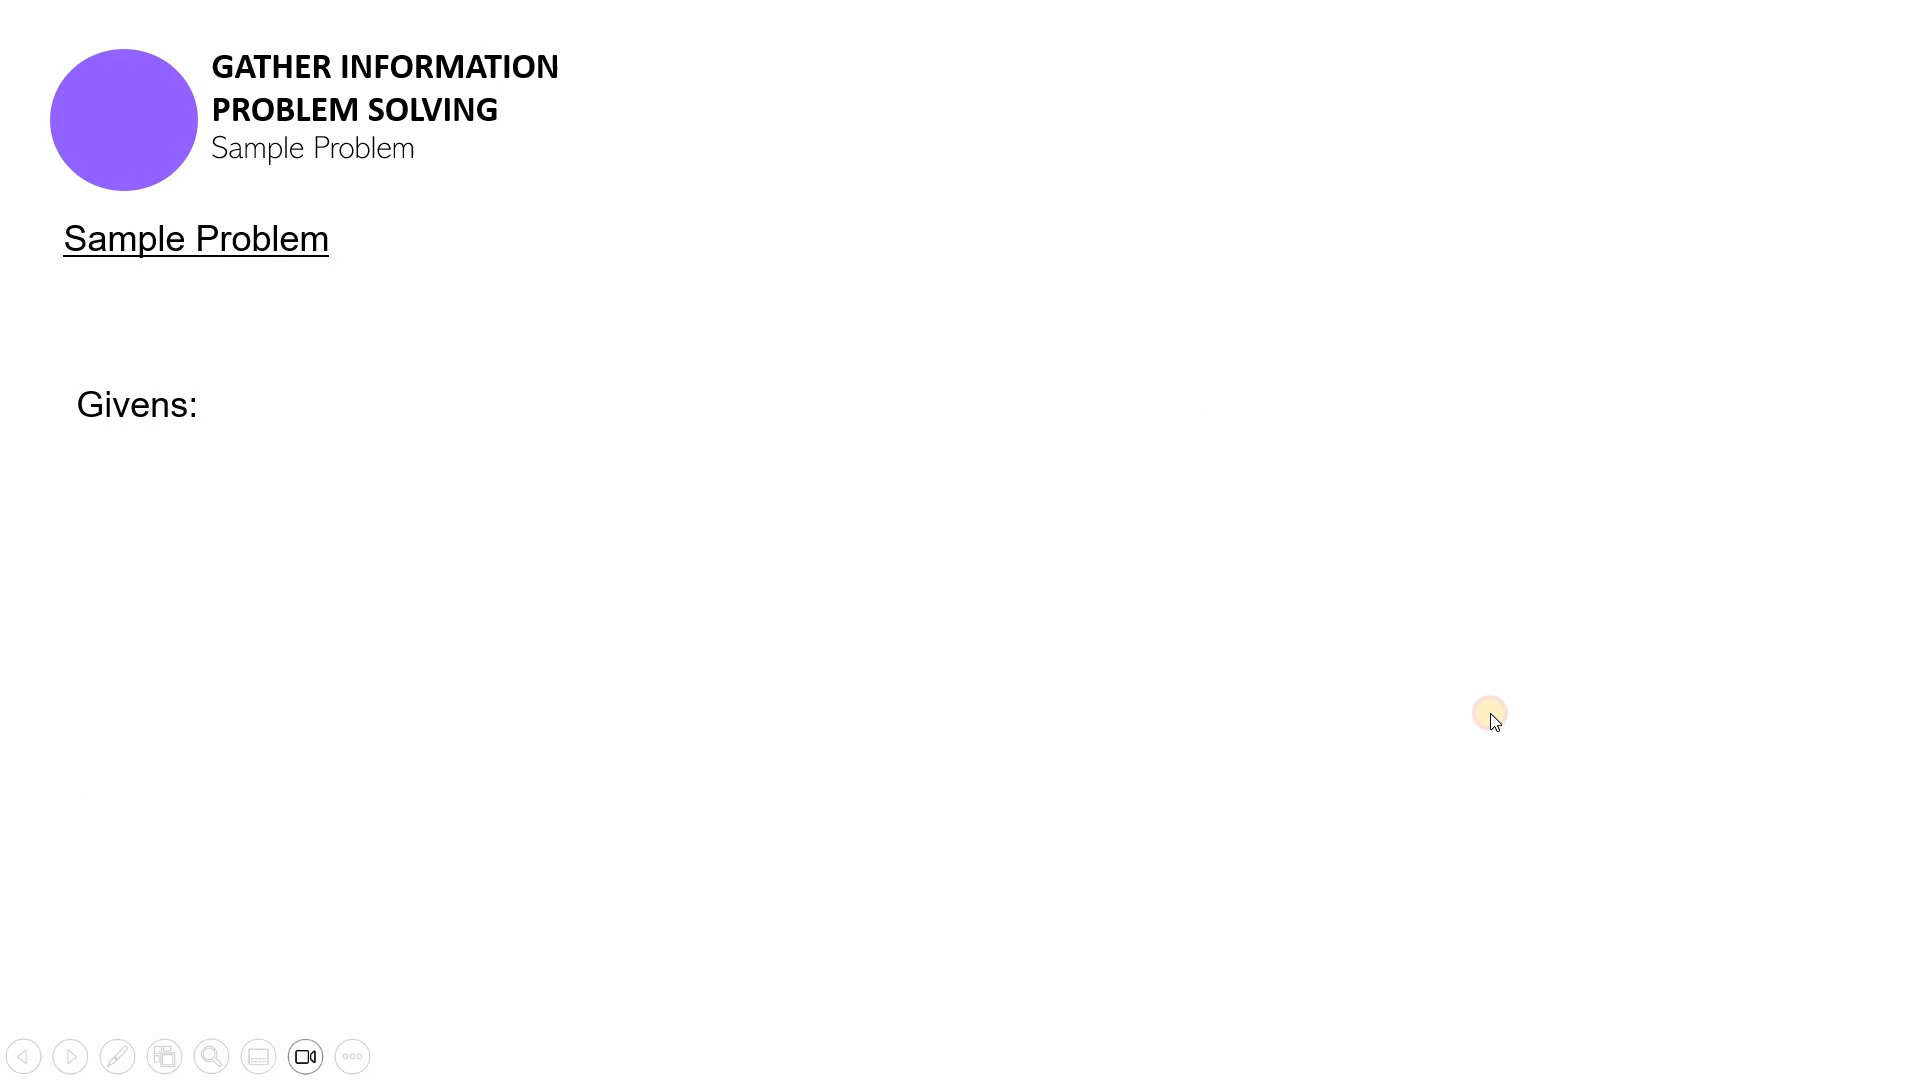 GATHER INFORMATION
PROBLEM SOLVING
Sample Problem
Sample Problem
Givens: